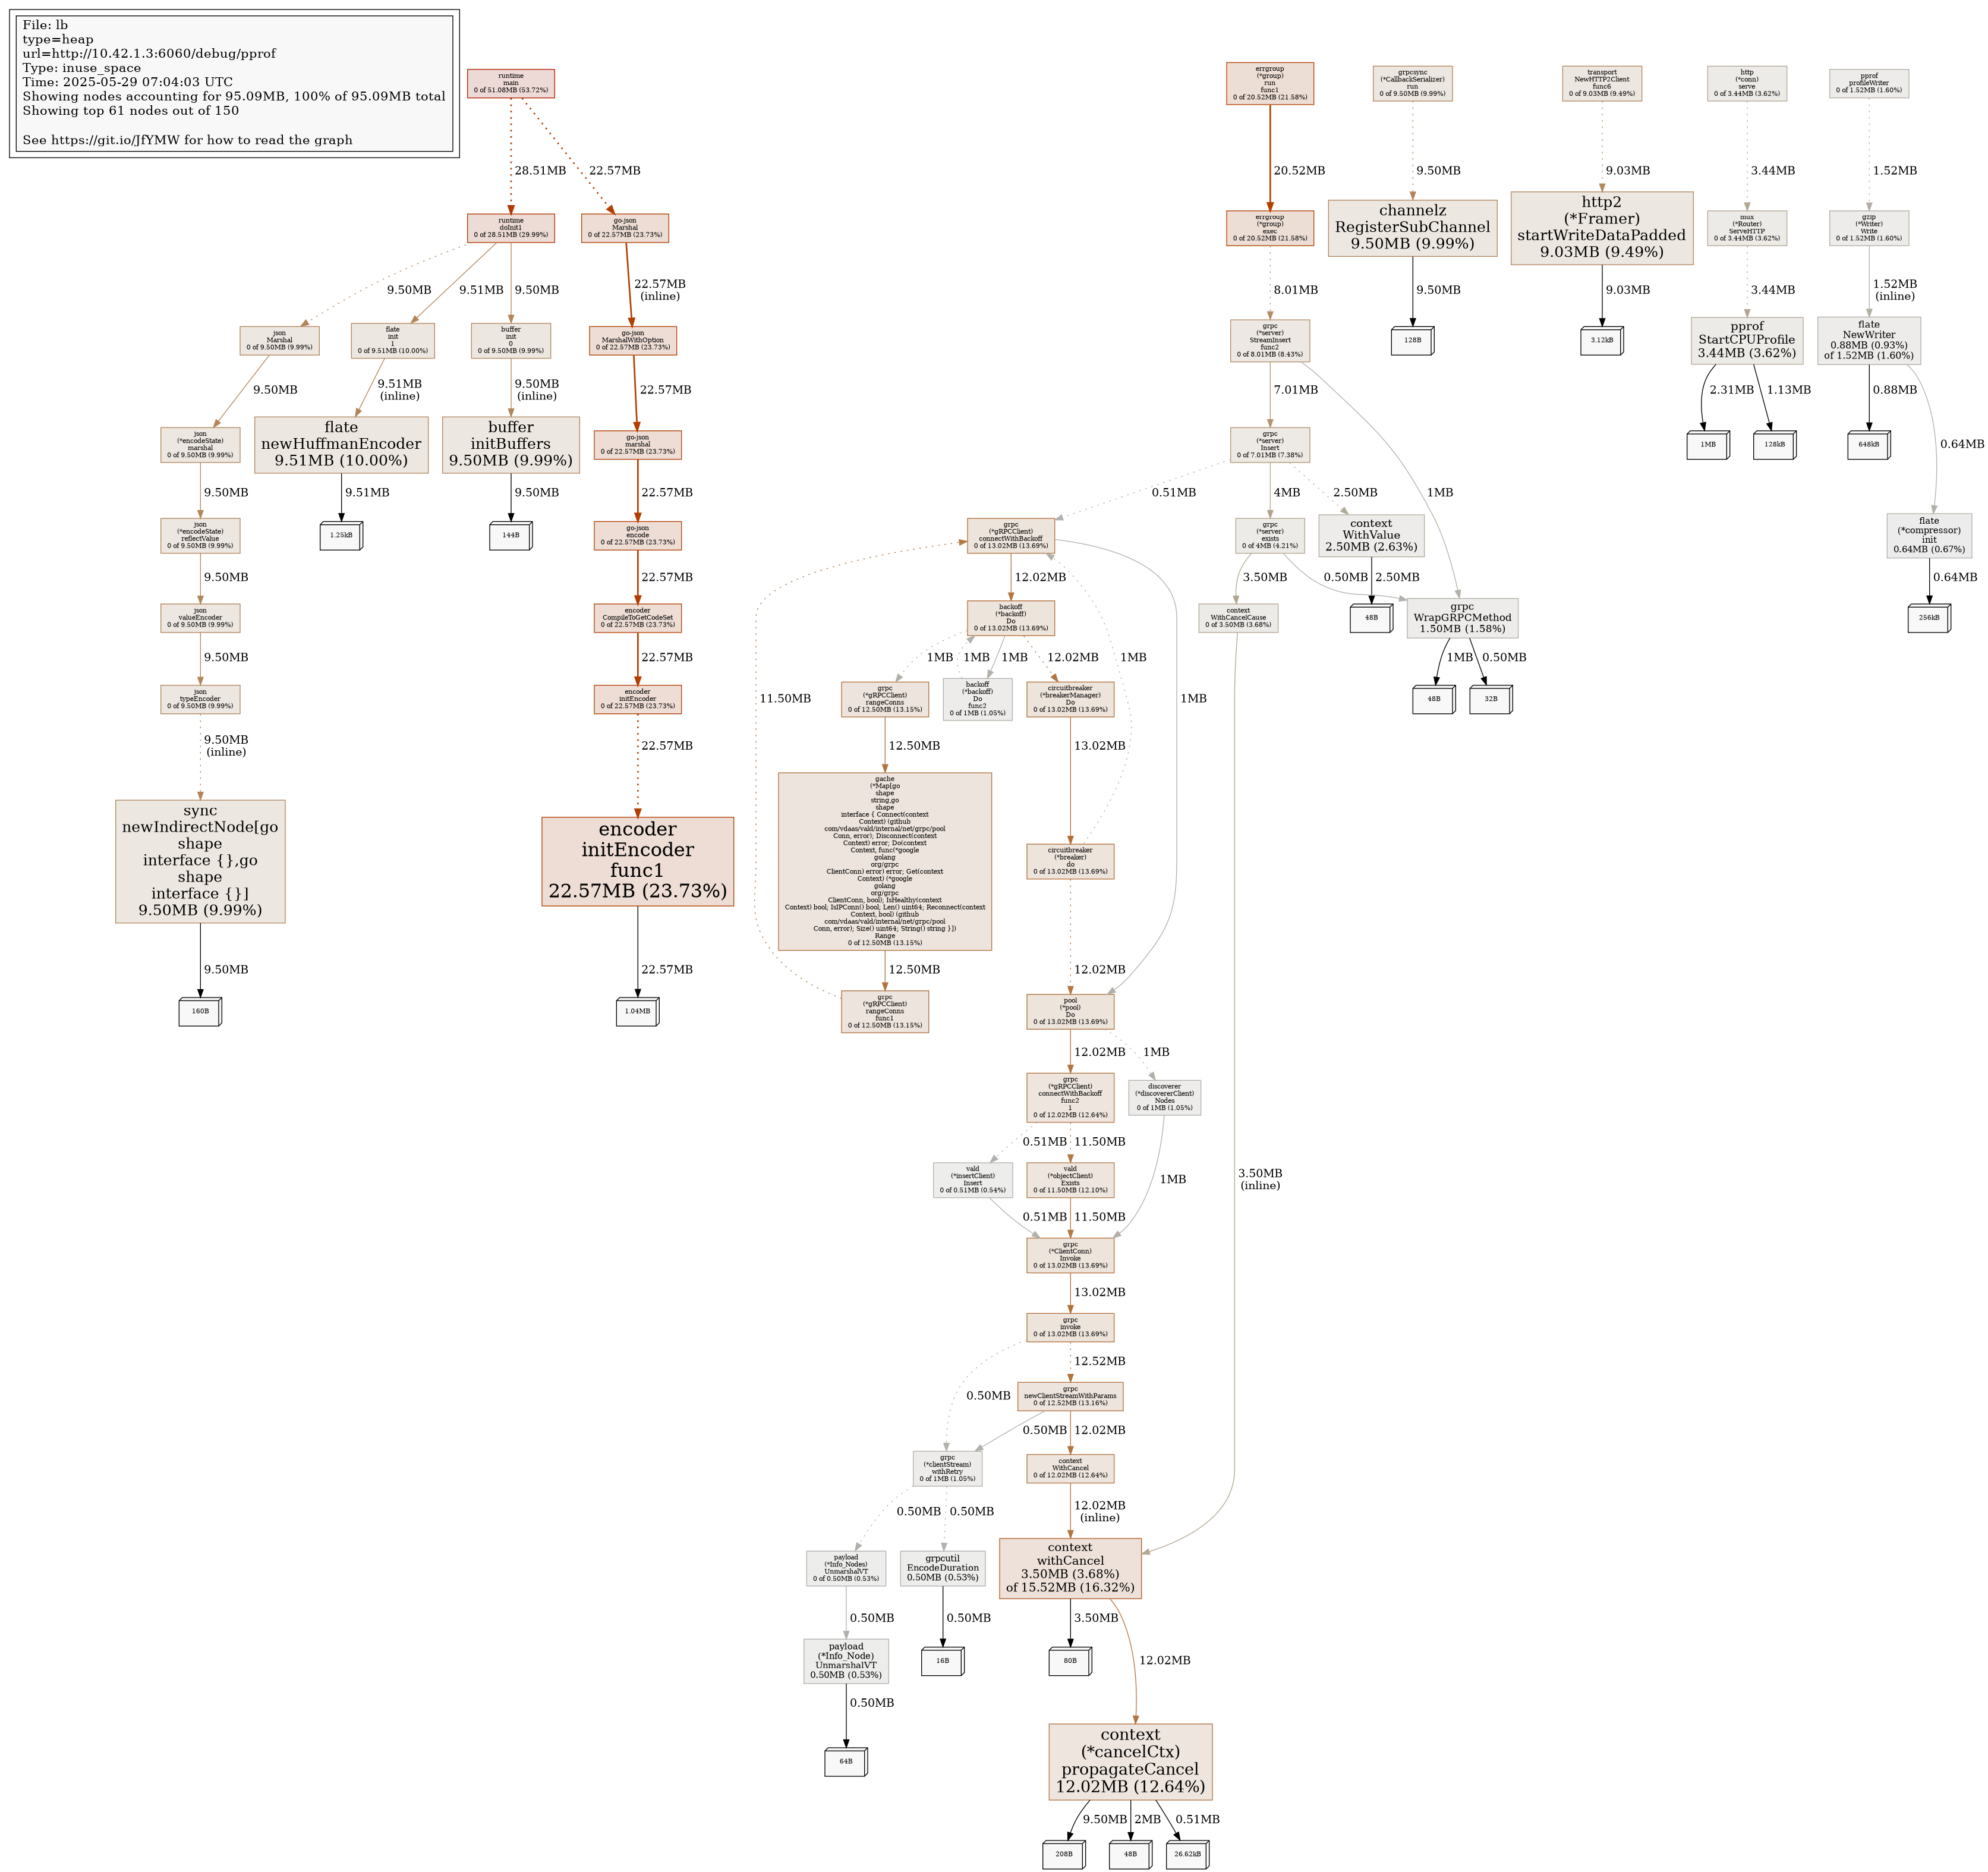 File: lb
type=heap
url=http://10.42.1.3:6060/debug/pprof
Type: inuse_space
Time: 2025-05-29 07:04:03 UTC
Showing nodes accounting for 95.09MB, 100% of 95.09MB total
Showing top 61 nodes out of 150
See https://git.io/JfYMW for how to read the graph
runtime
main
0 of 51.08MB (53.72%)
errgroup
(*group)
run
func1
0 of 20.52MB (21.58%)
grpcsync
(*CallbackSerializer)
run
0 of 9.50MB (9.99%)
transport
NewHTTP2Client
func6
0 of 9.03MB (9.49%)
http
(*conn)
serve
0 of 3.44MB (3.62%)
pprof
profileWriter
0 of 1.52MB (1.60%)
28.51MB
22.57MB
20.52MB
9.50MB
9.03MB
3.44MB
1.52MB
runtime
doInit1
0 of 28.51MB (29.99%)
go-json
Marshal
0 of 22.57MB (23.73%)
errgroup
(*group)
exec
0 of 20.52MB (21.58%)
channelz
RegisterSubChannel
9.50MB (9.99%)
http2
(*Framer)
startWriteDataPadded
9.03MB (9.49%)
mux
(*Router)
ServeHTTP
0 of 3.44MB (3.62%)
gzip
(*Writer)
Write
0 of 1.52MB (1.60%)
9.50MB
9.51MB
9.50MB
22.57MB
(inline)
8.01MB
9.50MB
9.03MB
3.44MB
1.52MB
(inline)
json
Marshal
0 of 9.50MB (9.99%)
flate
init
1
0 of 9.51MB (10.00%)
buffer
init
0
0 of 9.50MB (9.99%)
go-json
MarshalWithOption
0 of 22.57MB (23.73%)
grpc
(*server)
StreamInsert
func2
0 of 8.01MB (8.43%)
128B
3.12kB
pprof
StartCPUProfile
3.44MB (3.62%)
flate
NewWriter
0.88MB (0.93%)
of 1.52MB (1.60%)
9.50MB
9.51MB
(inline)
9.50MB
(inline)
22.57MB
7.01MB
1MB
2.31MB
1.13MB
0.88MB
0.64MB
json
(*encodeState)
marshal
0 of 9.50MB (9.99%)
flate
newHuffmanEncoder
9.51MB (10.00%)
buffer
initBuffers
9.50MB (9.99%)
go-json
marshal
0 of 22.57MB (23.73%)
grpc
(*server)
Insert
0 of 7.01MB (7.38%)
1MB
128kB
648kB
9.50MB
9.51MB
9.50MB
22.57MB
0.51MB
4MB
2.50MB
json
(*encodeState)
reflectValue
0 of 9.50MB (9.99%)
1.25kB
144B
go-json
encode
0 of 22.57MB (23.73%)
grpc
(*gRPCClient)
connectWithBackoff
0 of 13.02MB (13.69%)
grpc
(*server)
exists
0 of 4MB (4.21%)
context
WithValue
2.50MB (2.63%)
flate
(*compressor)
init
0.64MB (0.67%)
9.50MB
22.57MB
12.02MB
3.50MB
0.50MB
2.50MB
0.64MB
json
valueEncoder
0 of 9.50MB (9.99%)
encoder
CompileToGetCodeSet
0 of 22.57MB (23.73%)
backoff
(*backoff)
Do
0 of 13.02MB (13.69%)
context
WithCancelCause
0 of 3.50MB (3.68%)
48B
grpc
WrapGRPCMethod
1.50MB (1.58%)
256kB
9.50MB
22.57MB
1MB
1MB
1MB
12.02MB
1MB
1MB
0.50MB
json
typeEncoder
0 of 9.50MB (9.99%)
encoder
initEncoder
0 of 22.57MB (23.73%)
11.50MB
grpc
(*gRPCClient)
rangeConns
0 of 12.50MB (13.15%)
backoff
(*backoff)
Do
func2
0 of 1MB (1.05%)
circuitbreaker
(*breakerManager)
Do
0 of 13.02MB (13.69%)
1MB
48B
32B
9.50MB
(inline)
22.57MB
12.50MB
13.02MB
sync
newIndirectNode[go
shape
interface {},go
shape
interface {}]
9.50MB (9.99%)
encoder
initEncoder
func1
22.57MB (23.73%)
gache
(*Map[go
shape
string,go
shape
interface { Connect(context
Context) (github
com/vdaas/vald/internal/net/grpc/pool
Conn, error); Disconnect(context
Context) error; Do(context
Context, func(*google
golang
org/grpc
ClientConn) error) error; Get(context
Context) (*google
golang
org/grpc
ClientConn, bool); IsHealthy(context
Context) bool; IsIPConn() bool; Len() uint64; Reconnect(context
Context, bool) (github
com/vdaas/vald/internal/net/grpc/pool
Conn, error); Size() uint64; String() string }])
Range
0 of 12.50MB (13.15%)
circuitbreaker
(*breaker)
do
0 of 13.02MB (13.69%)
9.50MB
22.57MB
12.50MB
12.02MB
160B
1.04MB
grpc
(*gRPCClient)
rangeConns
func1
0 of 12.50MB (13.15%)
pool
(*pool)
Do
0 of 13.02MB (13.69%)
12.02MB
1MB
grpc
(*gRPCClient)
connectWithBackoff
func2
1
0 of 12.02MB (12.64%)
discoverer
(*discovererClient)
Nodes
0 of 1MB (1.05%)
0.51MB
11.50MB
vald
(*insertClient)
Insert
0 of 0.51MB (0.54%)
vald
(*objectClient)
Exists
0 of 11.50MB (12.10%)
1MB
3.50MB
(inline)
0.51MB
11.50MB
grpc
(*ClientConn)
Invoke
0 of 13.02MB (13.69%)
13.02MB
grpc
invoke
0 of 13.02MB (13.69%)
12.52MB
0.50MB
grpc
newClientStreamWithParams
0 of 12.52MB (13.16%)
0.50MB
12.02MB
grpc
(*clientStream)
withRetry
0 of 1MB (1.05%)
context
WithCancel
0 of 12.02MB (12.64%)
0.50MB
0.50MB
12.02MB
(inline)
payload
(*Info_Nodes)
UnmarshalVT
0 of 0.50MB (0.53%)
grpcutil
EncodeDuration
0.50MB (0.53%)
context
withCancel
3.50MB (3.68%)
of 15.52MB (16.32%)
0.50MB
0.50MB
3.50MB
12.02MB
payload
(*Info_Node)
UnmarshalVT
0.50MB (0.53%)
16B
80B
0.50MB
64B
context
(*cancelCtx)
propagateCancel
12.02MB (12.64%)
9.50MB
2MB
0.51MB
208B
48B
26.62kB